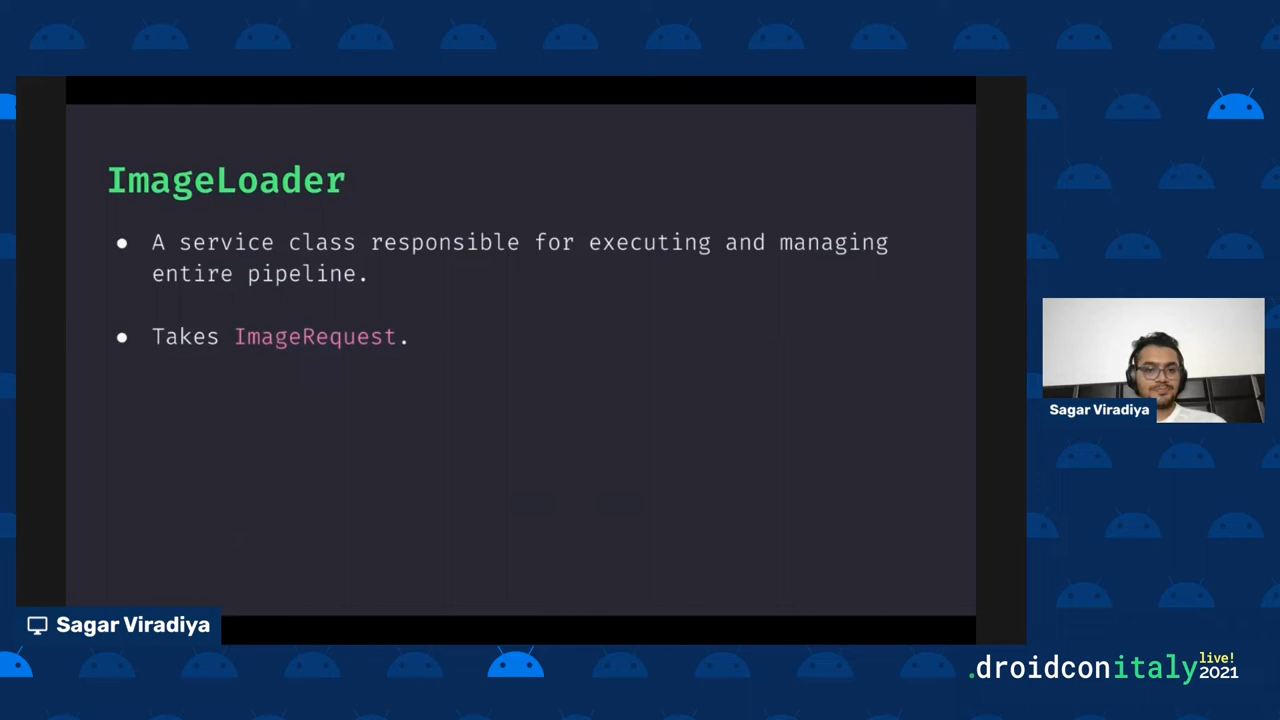 ImageLoader
● A service class responsible for executing and managing
entire pipeline.
● Takes ImageRequest.
Sagar Viradiya
Sagar Viradiya
.droidconitaly live! 2021